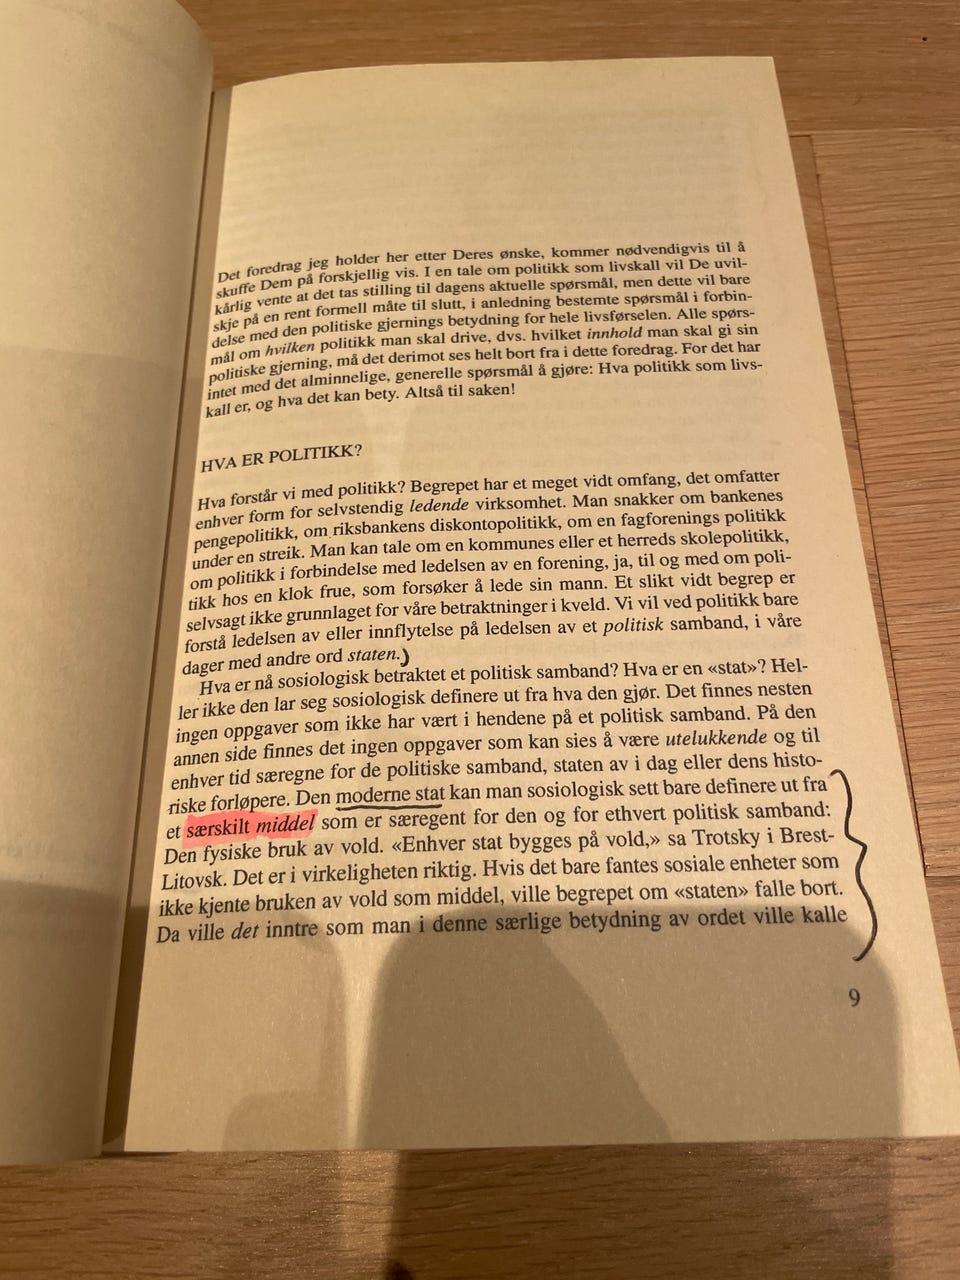 Det foredrag jeg holder her etter Deres ønske, kommer nødvendigvis til å
skuffe Dem på forskjellig vis. I en tale om politikk som livskall vil De uvil-
kårlig vente at det tas stilling til dagens aktuelle spørsmål, men dette vil bare
skje på en rent formell måte til slutt, i anledning bestemte spørsmål i forbin-
delse med den politiske gjernings betydning for hele livsførselen. Alle spørs-
mål om hvilken politikk man skal drive, dvs. hvilket innhold man skal gi sin
politiske gjerning, må det derimot ses helt bort fra i dette foredrag. For det har
intet med det alminnelige, generelle spørsmål å gjøre: Hva politikk som livs-
kall er, og hva det kan bety. Altså til saken!
HVA ER POLITIKK?
Hva forstår vi med politikk? Begrepet har et meget vidt omfang, det omfatter
enhver form for selvstendig ledende virksomhet. Man snakker om bankenes
pengepolitikk, om riksbankens diskontopolitikk, om en fagforenings politikk
under en streik. Man kan tale om en kommunes eller et herreds skolepolitikk,
om politikk i forbindelse med ledelsen av en forening, ja, til og med om poli-
tikk hos en klok frue, som forsøker å lede sin mann. Et slikt vidt begrep er
selvsagt ikke grunnlaget for våre betraktninger i kveld. Vi vil ved politikk bare
forstå ledelsen av eller innflytelse på ledelsen av et politisk samband, i våre
dager med andre ord staten.)
Hva er nå sosiologisk betraktet et politisk samband? Hva er en «stat»? Hel-
ler ikke den lar seg sosiologisk definere ut fra hva den gjør. Det finnes nesten
ingen oppgaver som ikke har vært i hendene på et politisk samband. På den
annen side finnes det ingen oppgaver som kan sies å være utelukkende og til
enhver tid særegne for de politiske samband, staten av i dag eller dens histo-
riske forløpere. Den moderne stat kan man sosiologisk sett bare definere ut fra
et særskilt middel som er særegent for den og for ethvert politisk samband:
Den fysiske bruk av vold. «Enhver stat bygges på vold,» sa Trotsky i Brest-
Litovsk. Det er i virkeligheten riktig. Hvis det bare fantes sosiale enheter som
ikke kjente bruken av vold som middel, ville begrepet om «staten» falle bort.
Da ville det inntre som man i denne særlige betydning av ordet ville kalle
9